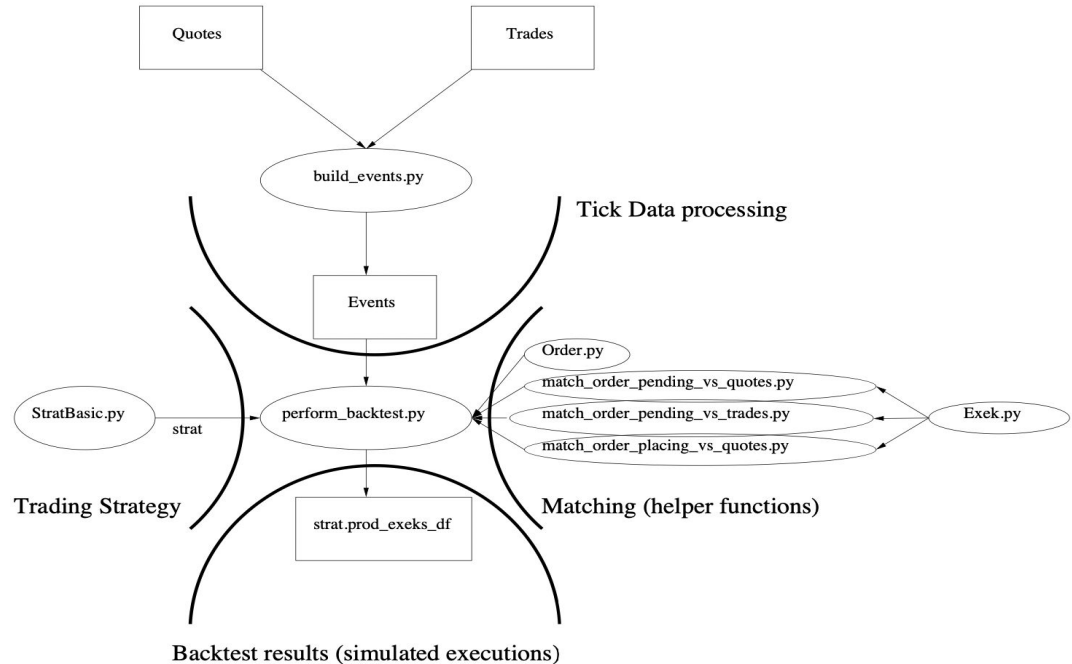 Quotes
Trades
build_events.py
Tick Data processing
Events
Order.py
match_order_pending_vs_quotes.py
StratBasic.py
strat
perform_backtest.py
match_order_pending_vs_trades.py
Exek.py
match_order_placing_vs_quotes.py
Trading Strategy
Matching (helper functions)
strat.prod_exeks_df
Backtest results (simulated executions)